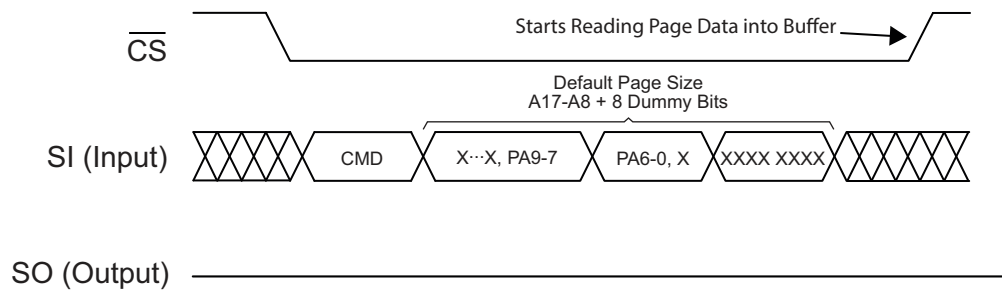 Starts Reading Page Data into Buffer
CS
Default Page Size
A17-A8 + 8 Dummy Bits
SI (Input)
CMD
X···X, PA9-7
PA6-0, X
XXXX XXXX
SO (Output)